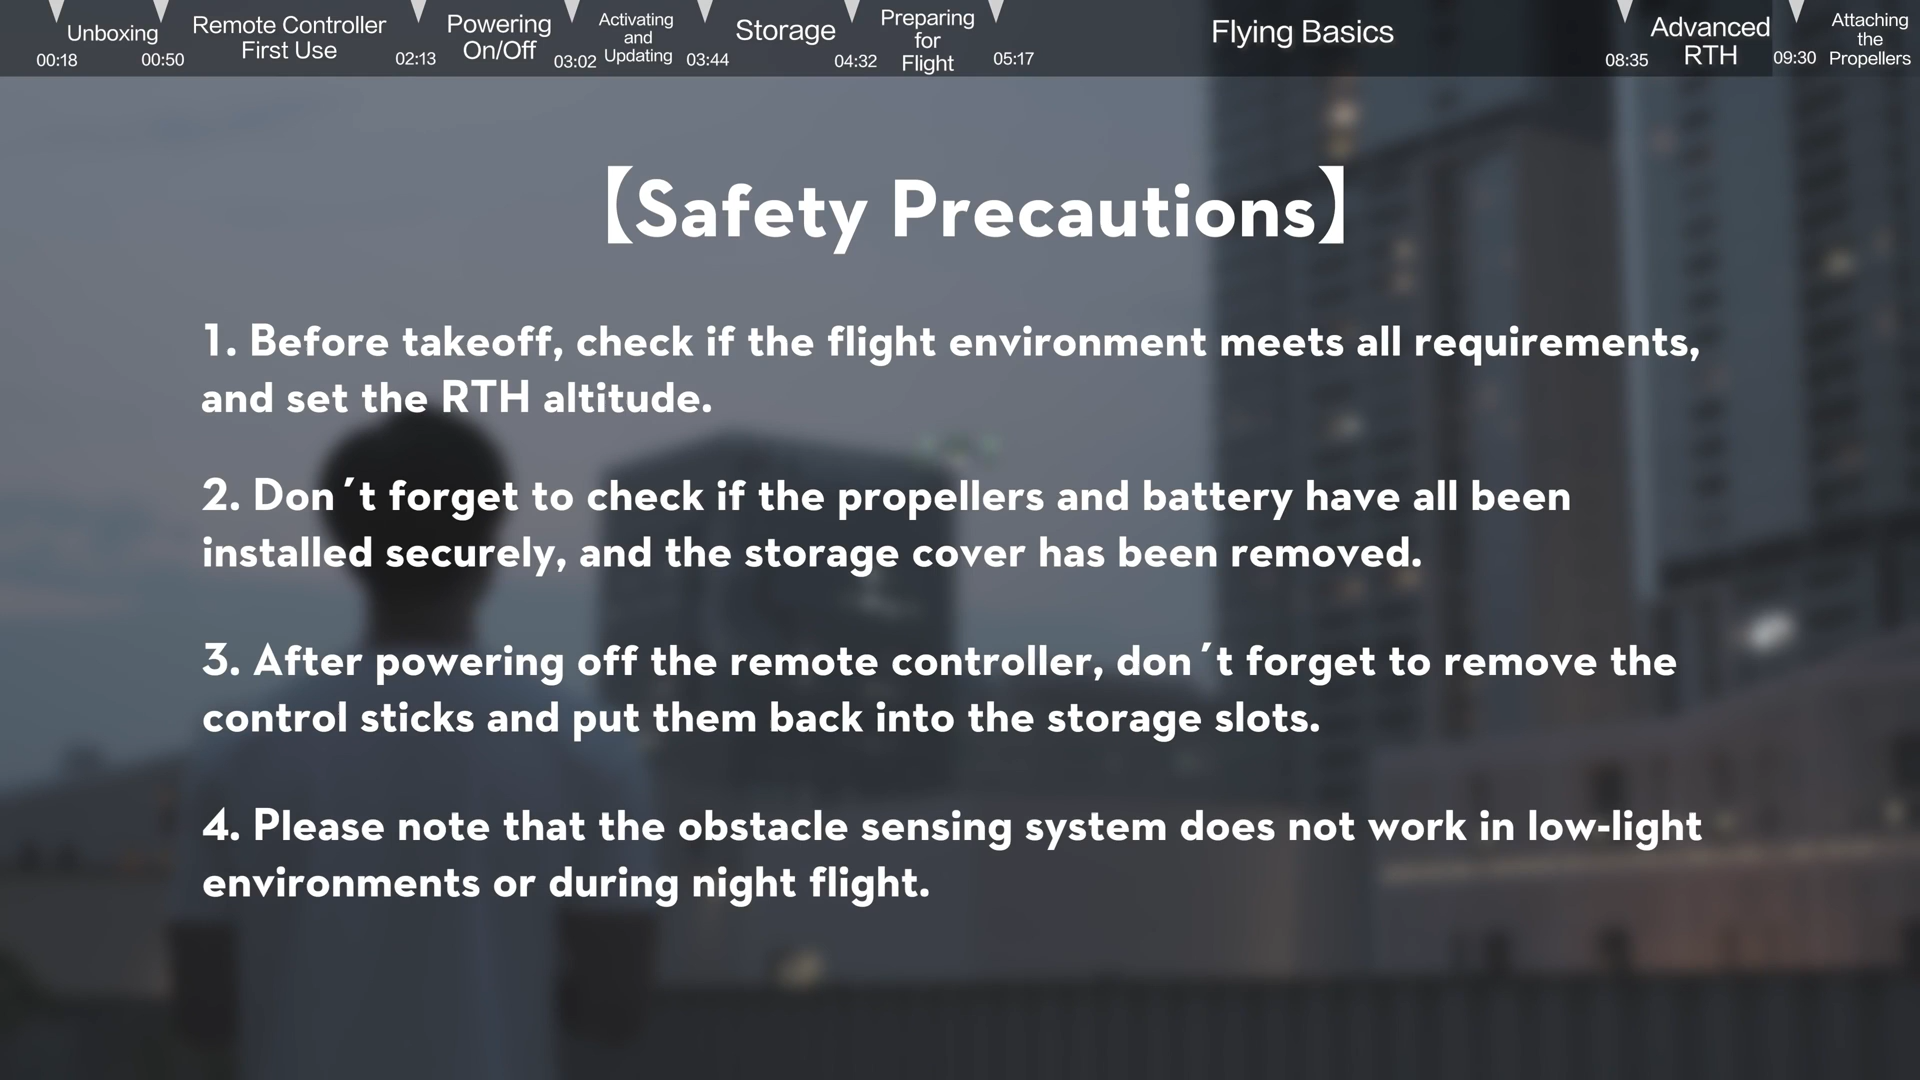 Unboxing
Remote Controller
First Use
Powering
On/Off
Activating
and
Updating
Storage
Preparing
for
Flight
Flying Basics
Advanced
RTH
Attaching
the
Propellers
00:18
00:50
02:13
03:02
03:44
04:32
05:17
08:35
09:30
【Safety Precautions】
1. Before takeoff, check if the flight environment meets all requirements,
and set the RTH altitude.
2. Don´t forget to check if the propellers and battery have all been
installed securely, and the storage cover has been removed.
3. After powering off the remote controller, don´t forget to remove the
control sticks and put them back into the storage slots.
4. Please note that the obstacle sensing system does not work in low-light
environments or during night flight.